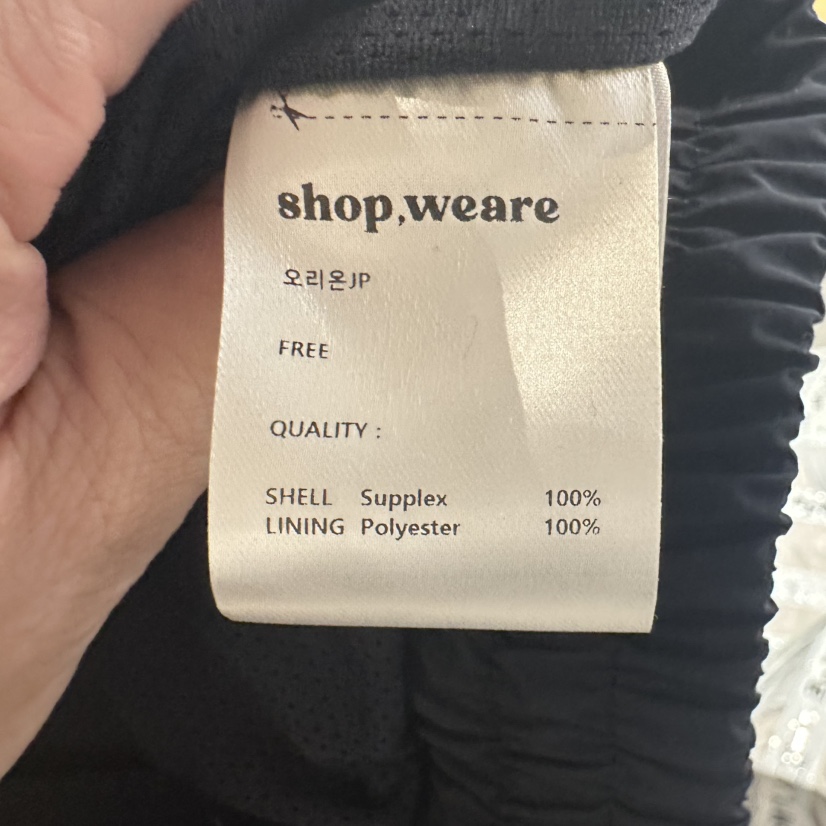 shop,weare
오리온JP
FREE
QUALITY :
SHELL Supplex 100%
LINING Polyester 100%